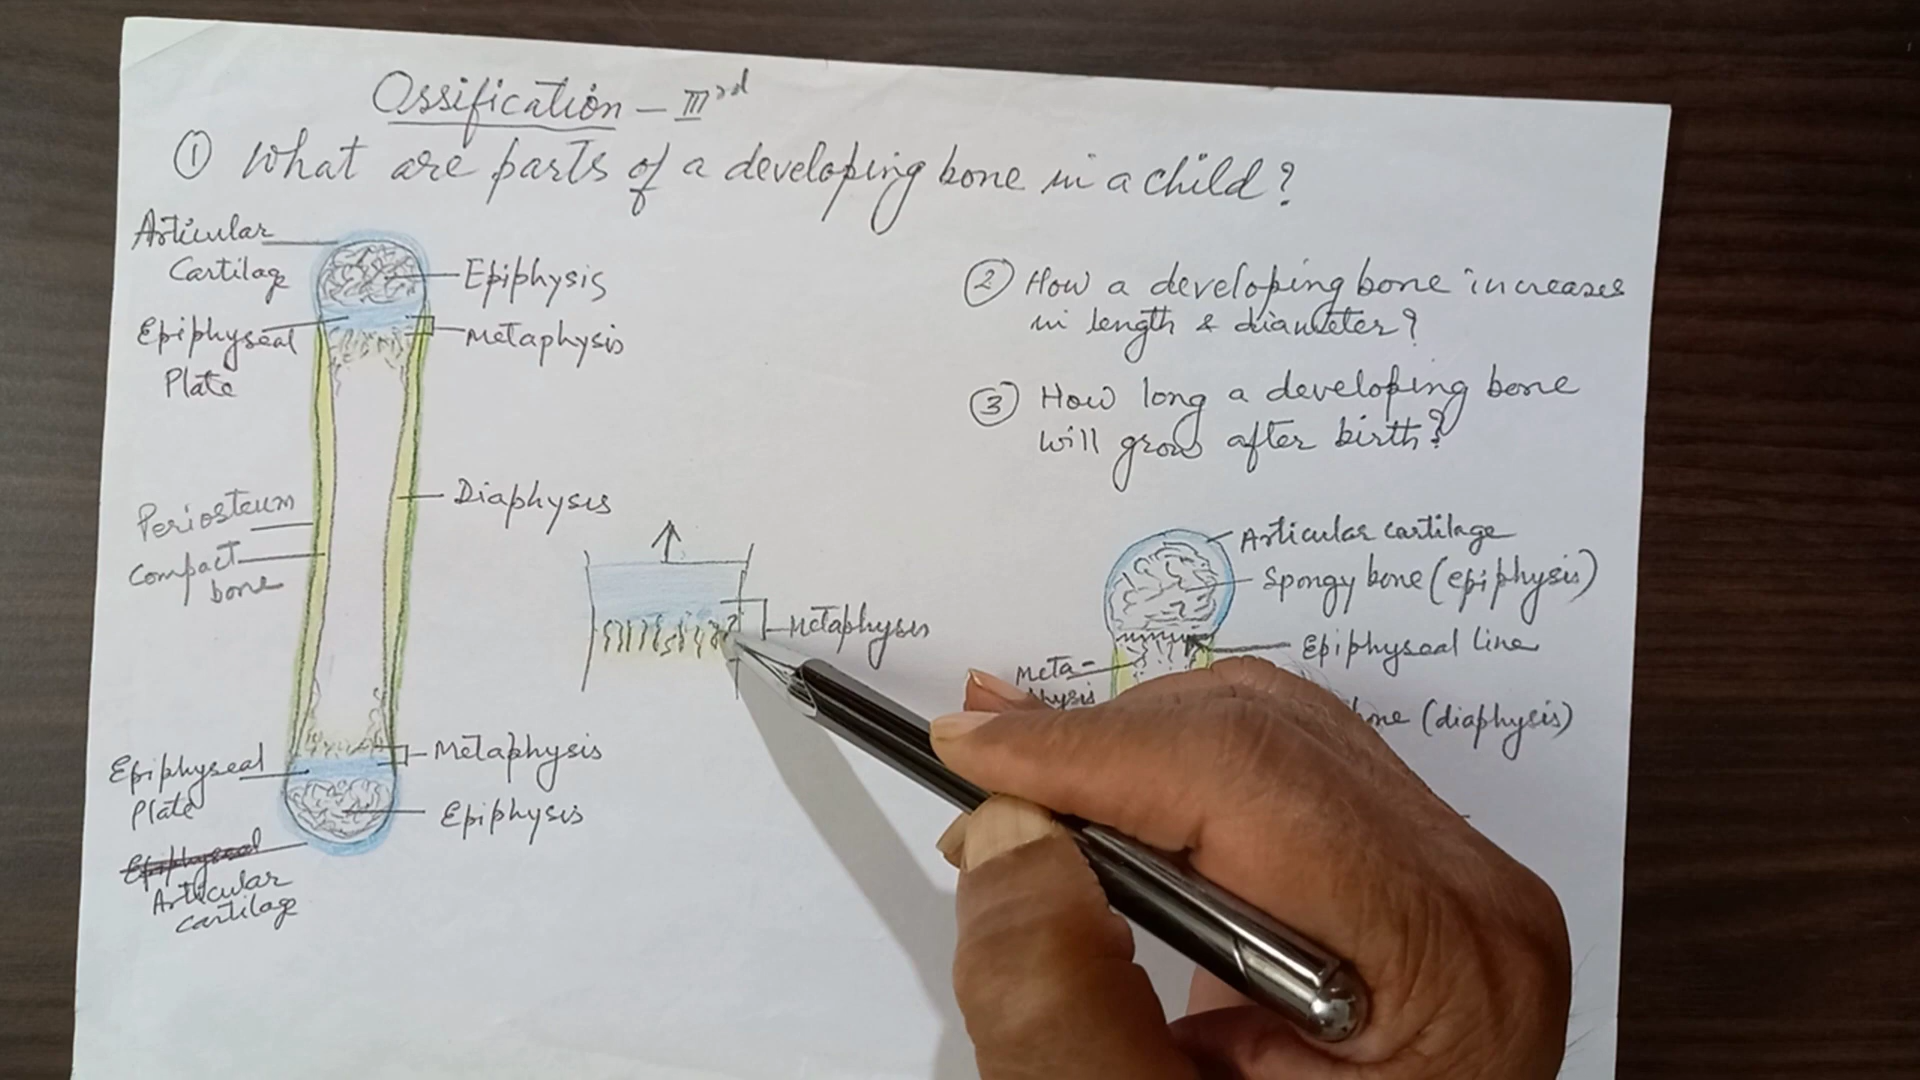 Ossification – IIIrd
① What are parts of a developing bone in a child?
Articular
Cartilage
Epiphysis
Epiphyseal
Plate
Metaphysis
Periosteum
Compact
bone
Diaphysis
Epiphyseal
Plate
Metaphysis
Epiphysis
Epiphyseal
Articular
Cartilage
Metaphysis
② How a developing bone increases
in length & diameter?
③ How long a developing bone
will grow after birth?
Articular cartilage
Spongy bone (epiphysis)
Epiphyseal line
Meta-
physis
(diaphysis)